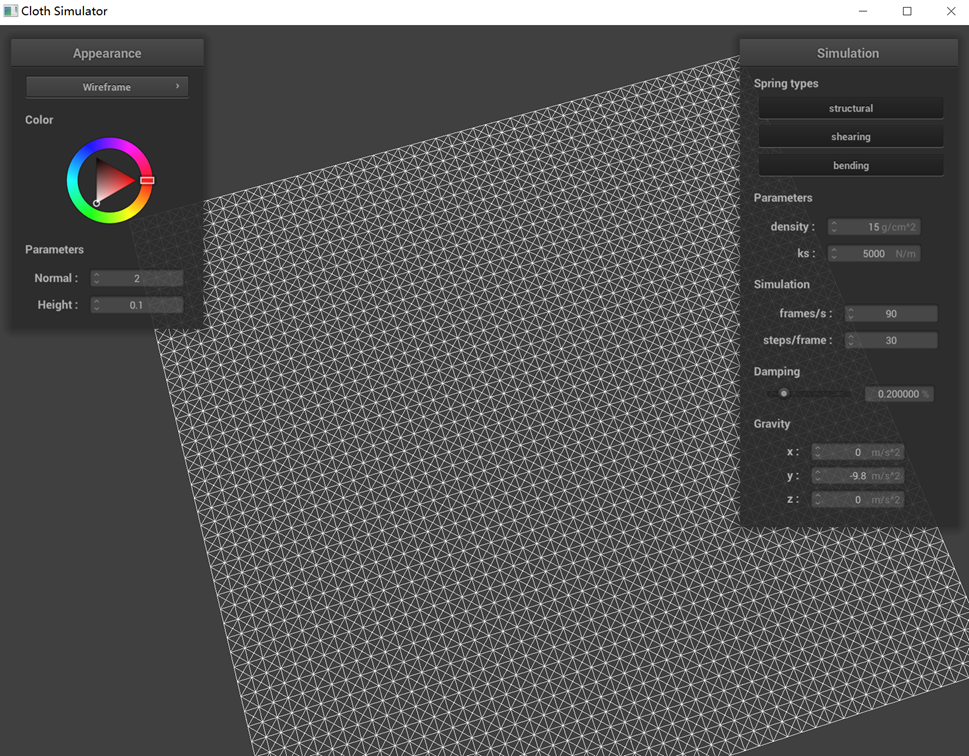 Cloth Simulator
Appearance
Wireframe
Color
Parameters
Normal : 2
Height : 0.1
Simulation
Spring types
structural
shearing
bending
Parameters
density : 15 g/cm^2
ks : 5000 N/m
Simulation
frames/s : 90
steps/frame : 30
Damping
0.200000 %
Gravity
x : 0 m/s^2
y : -9.8 m/s^2
z : 0 m/s^2